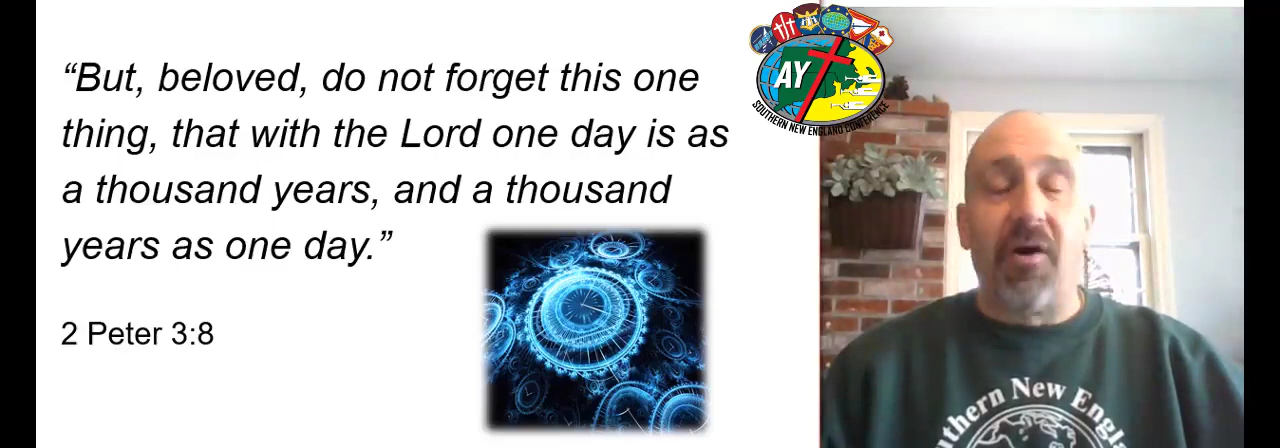 “But, beloved, do not forget this one
thing, that with the Lord one day is as
a thousand years, and a thousand
years as one day.”
2 Peter 3:8
AY
SOUTHERN NEW ENGLAND CONFERENCE
thern New Engl